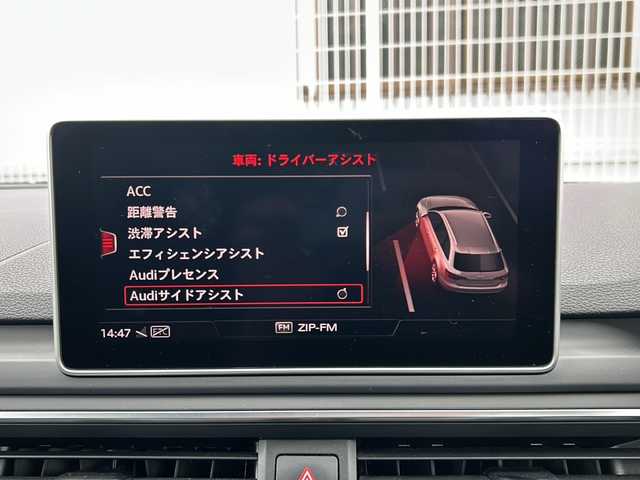 車両: ドライバーアシスト
ACC
距離警告
渋滞アシスト
エフィシェンシアシスト
Audiプレセンス
Audiサイドアシスト
14:47
FM ZIP-FM